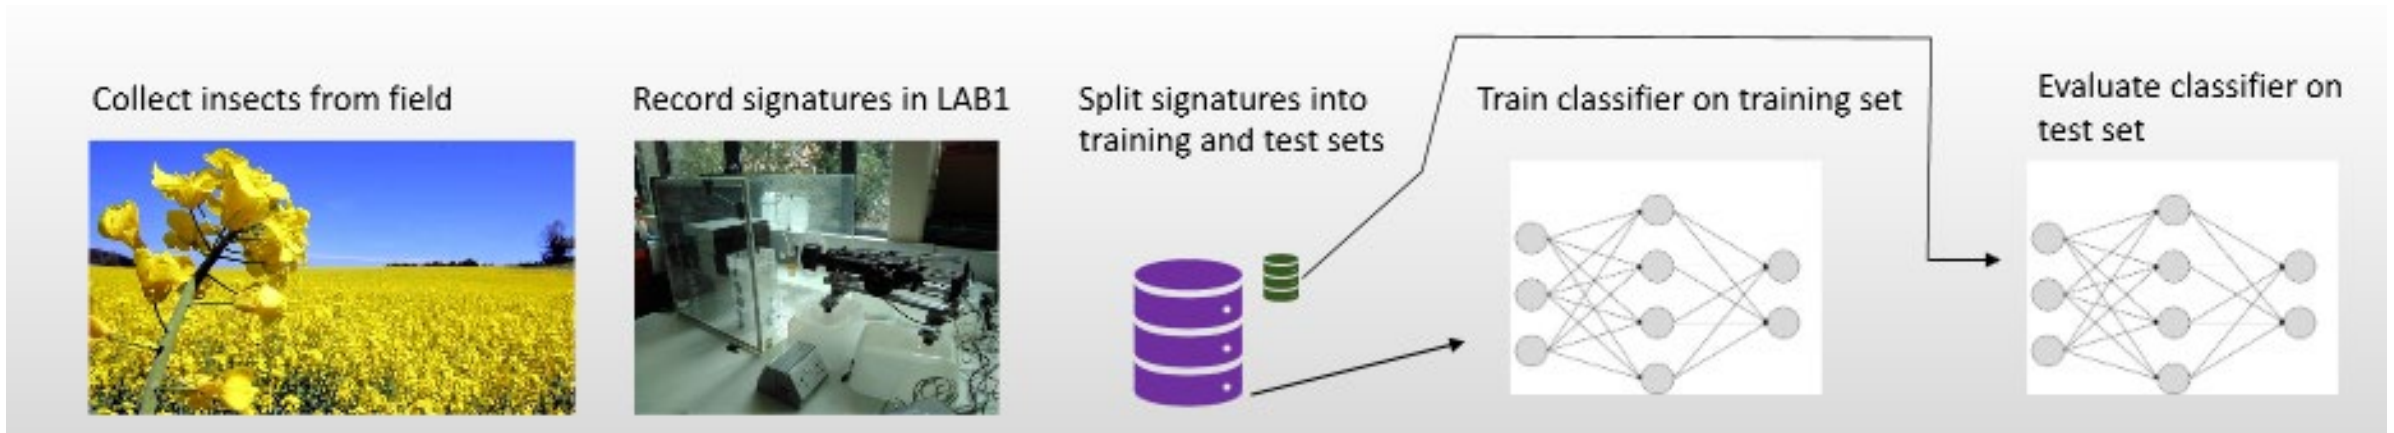 Collect insects from field
Record signatures in LAB1
Split signatures into
training and test sets
Train classifier on training set
Evaluate classifier on
test set